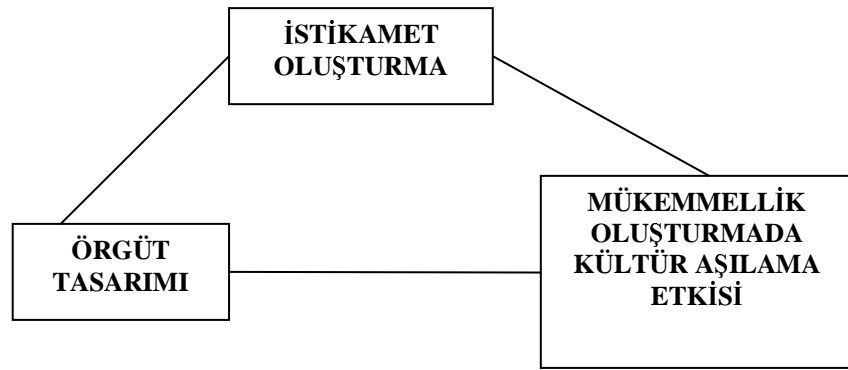 İSTİKAMET
OLUŞTURMA
MÜKEMMELLİK
OLUŞTURMADA
KÜLTÜR AŞILAMA
ETKİSİ
ÖRGÜT
TASARIMI